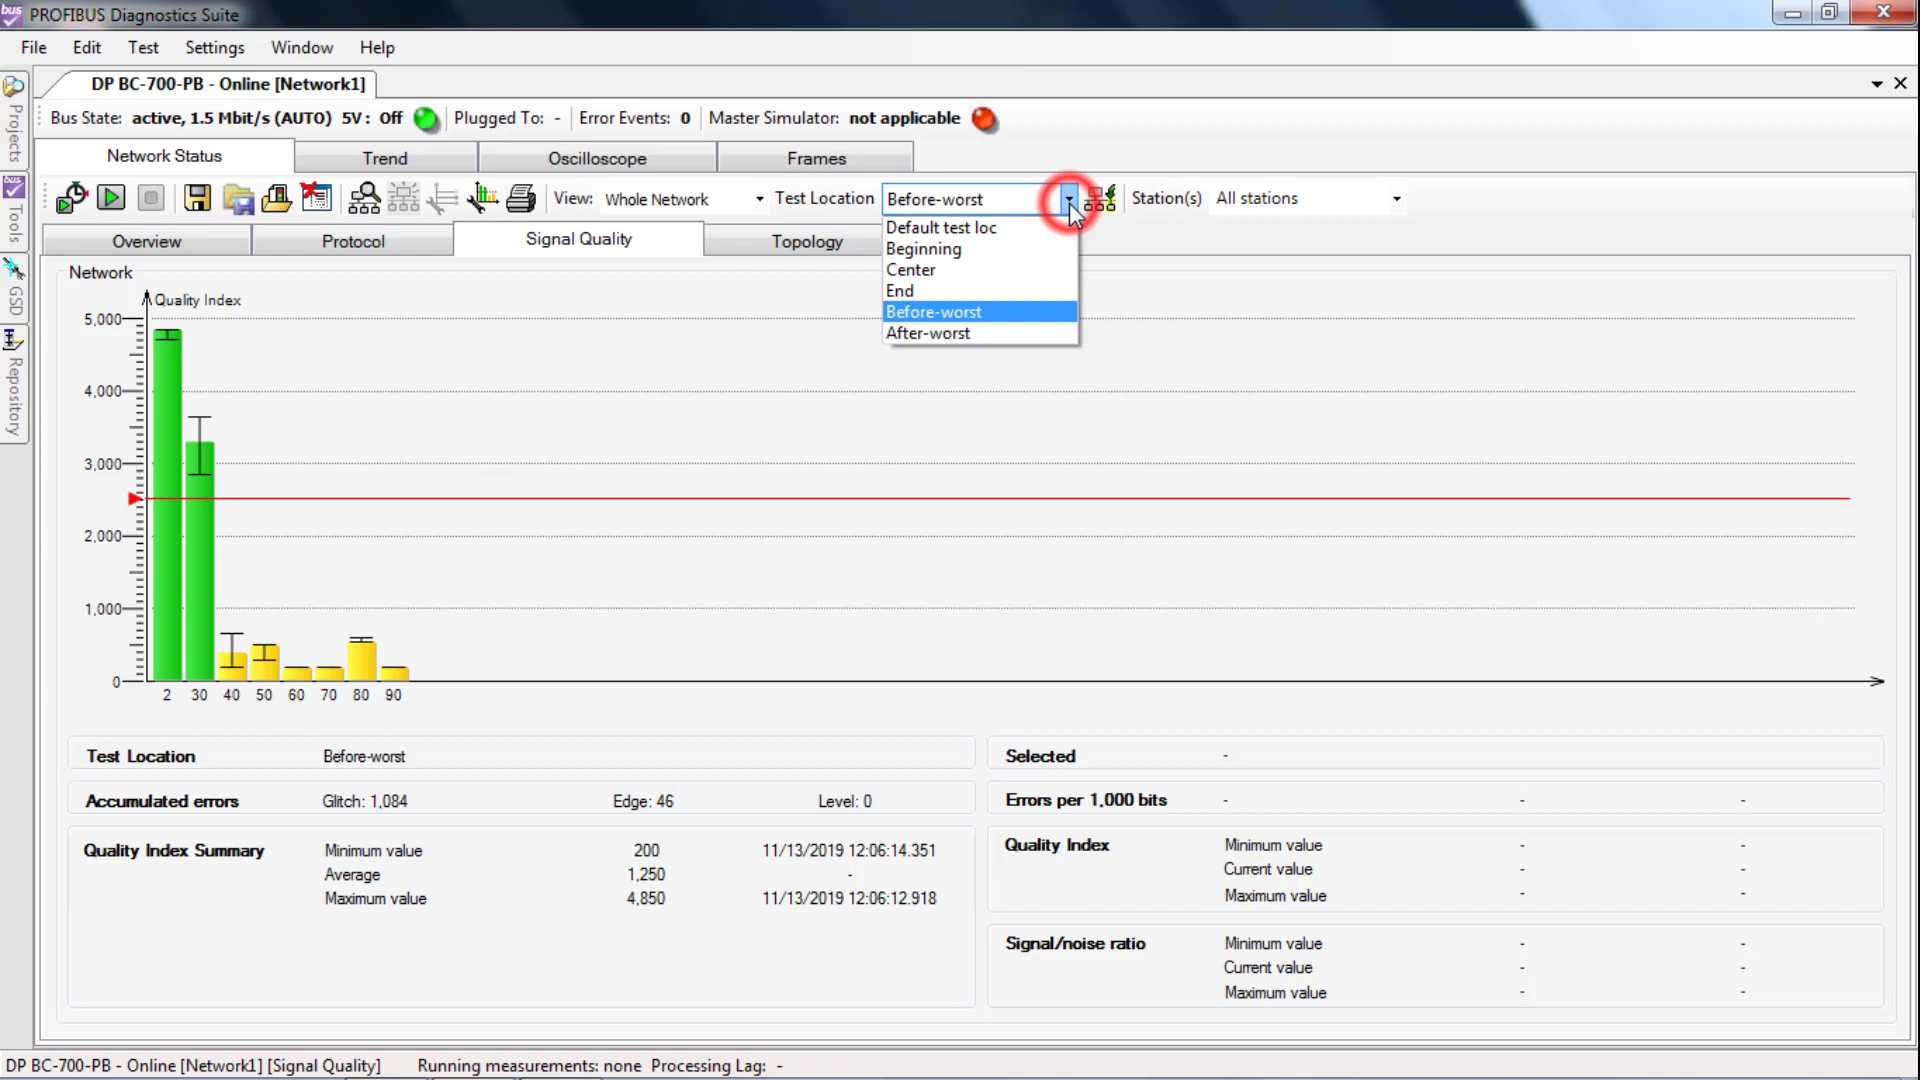 bus PROFIBUS Diagnostics Suite
File Edit Test Settings Window Help
DP BC-700-PB - Online [Network1]
Bus State: active, 1.5 Mbit/s (AUTO) 5V: Off Plugged To: - Error Events: 0 Master Simulator: not applicable
Projects
bus Tools
GSD
Repository
Network Status Trend Oscilloscope Frames
View: Whole Network Test Location Before-worst Station(s) All stations
Default test loc
Beginning
Center
End
Before-worst
After-worst
Overview Protocol Signal Quality Topology
Network
Quality Index
5,000
4,000
3,000
2,000
1,000
0
2 30 40 50 60 70 80 90
Test Location Before-worst
Accumulated errors Glitch: 1,084 Edge: 46 Level: 0
Quality Index Summary Minimum value 200 11/13/2019 12:06:14.351
Average 1,250 -
Maximum value 4,850 11/13/2019 12:06:12.918
Selected -
Errors per 1,000 bits - - -
Quality Index Minimum value - -
Current value - -
Maximum value - -
Signal/noise ratio Minimum value - -
Current value - -
Maximum value - -
DP BC-700-PB - Online [Network1] [Signal Quality] Running measurements: none Processing Lag: -